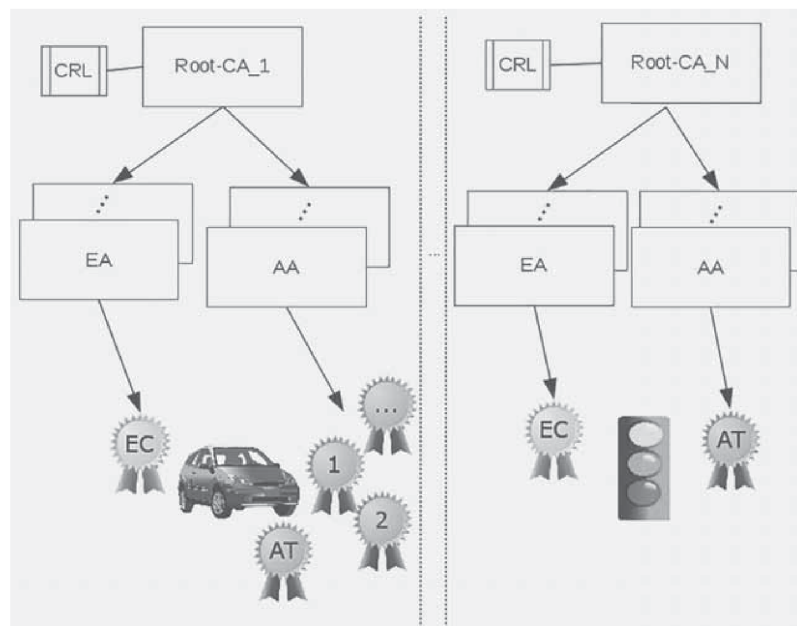 CRL
Root-CA_1
CRL
Root-CA_N
⋰
⋰
⋰
⋰
EA
AA
...
EA
AA
EC
...
1
2
AT
EC
AT